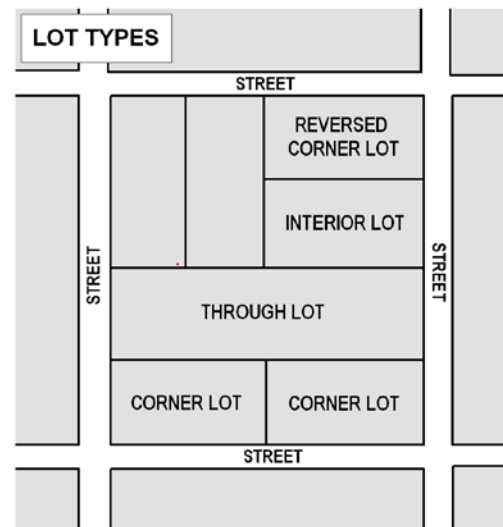 LOT TYPES
STREET
REVERSED
CORNER LOT
INTERIOR LOT
STREET
STREET
THROUGH LOT
CORNER LOT
CORNER LOT
STREET